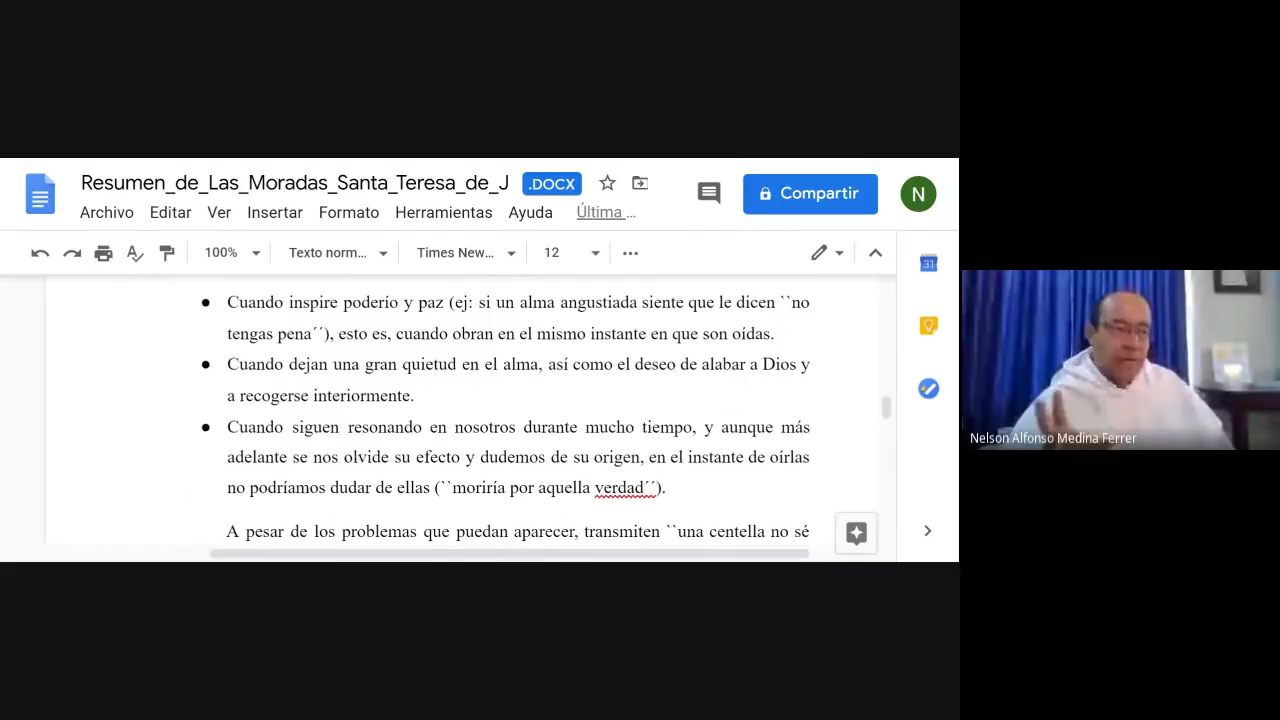 Resumen_de_Las_Moradas_Santa_Teresa_de_J .DOCX
Archivo Editar Ver Insertar Formato Herramientas Ayuda Última ...
Compartir
N
100% Texto norm... Times New... 12
31
● Cuando inspire poderío y paz (ej: si un alma angustiada siente que le dicen ``no
tengas pena´´), esto es, cuando obran en el mismo instante en que son oídas.
● Cuando dejan una gran quietud en el alma, así como el deseo de alabar a Dios y
a recogerse interiormente.
● Cuando siguen resonando en nosotros durante mucho tiempo, y aunque más
adelante se nos olvide su efecto y dudemos de su origen, en el instante de oírlas
no podríamos dudar de ellas (``moriría por aquella verdad´´).
A pesar de los problemas que puedan aparecer, transmiten ``una centella no sé
Nelson Alfonso Medina Ferrer